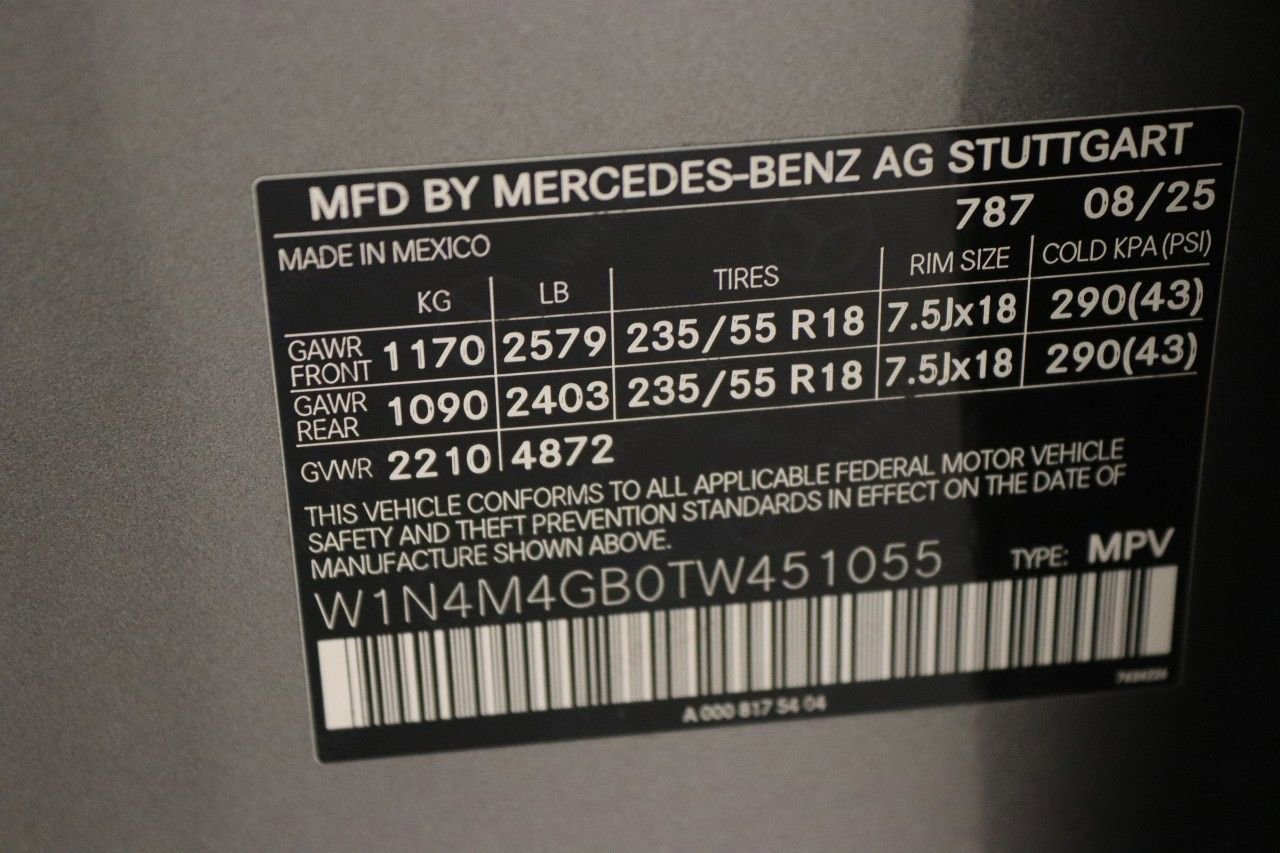 MFD BY MERCEDES-BENZ AG STUTTGART
787 08/25
MADE IN MEXICO
KG LB TIRES RIM SIZE COLD KPA (PSI)
GAWR FRONT 1170 2579 235/55 R18 7.5Jx18 290(43)
GAWR REAR 1090 2403 235/55 R18 7.5Jx18 290(43)
GVWR 2210 4872
THIS VEHICLE CONFORMS TO ALL APPLICABLE FEDERAL MOTOR VEHICLE
SAFETY AND THEFT PREVENTION STANDARDS IN EFFECT ON THE DATE OF
MANUFACTURE SHOWN ABOVE.
W1N4M4GB0TW451055 TYPE: MPV
A 000 817 54 04